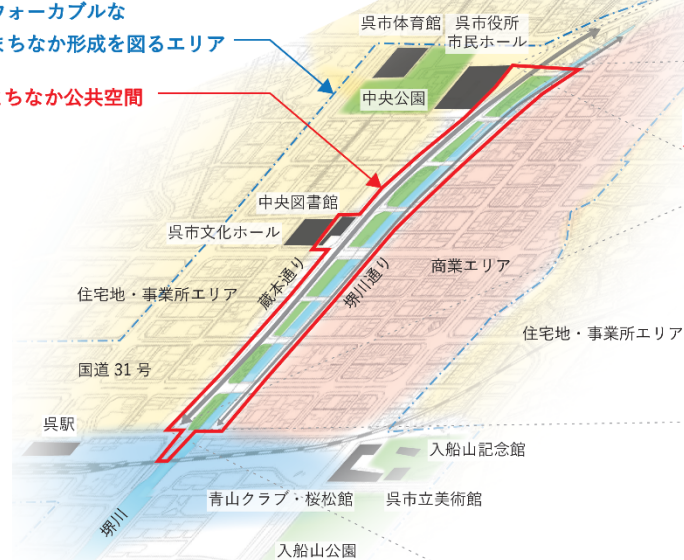 ォーカブルな
まちなか形成を図るエリア
ちなか公共空間
呉市体育館
呉市役所
市民ホール
中央公園
中央図書館
呉市文化ホール
住宅地・事業所エリア
蔵本通り
堺川通り
商業エリア
住宅地・事業所エリア
国道 31 号
呉駅
入船山記念館
青山クラブ・桜松館
呉市立美術館
堺川
入船山公園